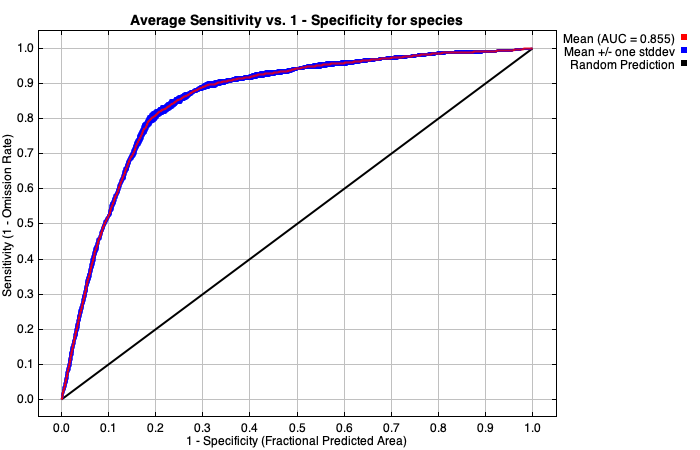 Average Sensitivity vs. 1 - Specificity for species
Mean (AUC = 0.855)
Mean +/- one stddev
Random Prediction
Sensitivity (1 - Omission Rate)
1.0
0.9
0.8
0.7
0.6
0.5
0.4
0.3
0.2
0.1
0.0
0.0 0.1 0.2 0.3 0.4 0.5 0.6 0.7 0.8 0.9 1.0
1 - Specificity (Fractional Predicted Area)